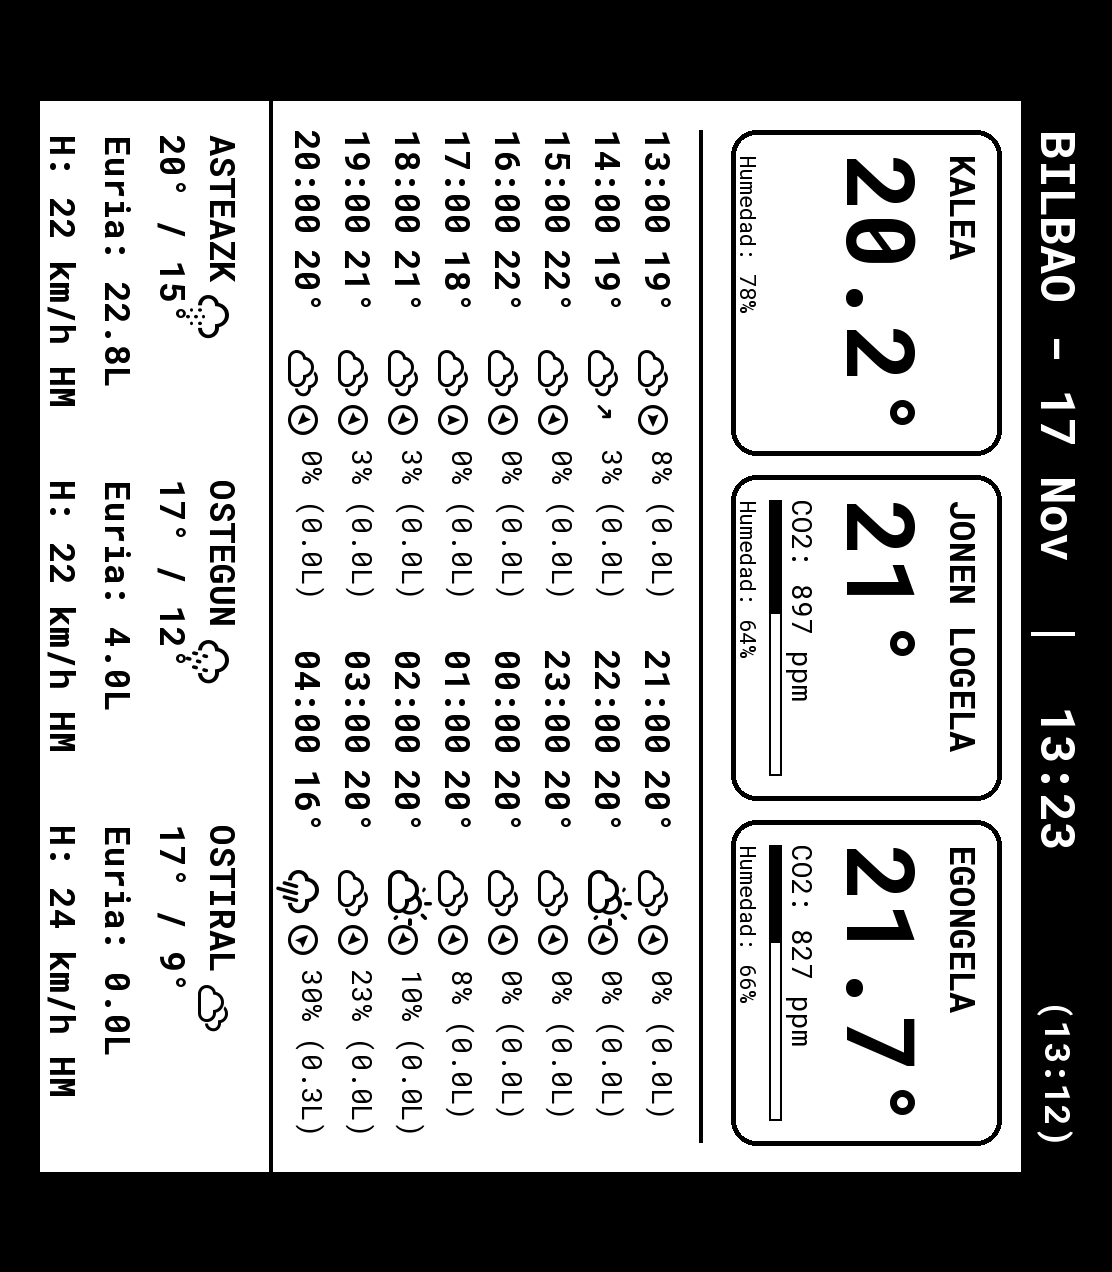 BILBAO - 17 Nov | 13:23 (13:12)
KALEA
20.2°
Humedad: 78%
JONEN LOGELA
21°
CO2: 897 ppm
Humedad: 64%
EGONGELA
21.7°
CO2: 827 ppm
Humedad: 66%
13:00 19° 8% (0.0L)
14:00 19° ↗ 3% (0.0L)
15:00 22° 0% (0.0L)
16:00 22° 0% (0.0L)
17:00 18° 0% (0.0L)
18:00 21° 3% (0.0L)
19:00 21° 3% (0.0L)
20:00 20° 0% (0.0L)
21:00 20° 0% (0.0L)
22:00 20° 0% (0.0L)
23:00 20° 0% (0.0L)
00:00 20° 0% (0.0L)
01:00 20° 8% (0.0L)
02:00 20° 10% (0.0L)
03:00 20° 23% (0.0L)
04:00 16° 30% (0.3L)
ASTEAZK
20° / 15°
Euria: 22.8L
H: 22 km/h HM
OSTEGUN
17° / 12°
Euria: 4.0L
H: 22 km/h HM
OSTIRAL
17° / 9°
Euria: 0.0L
H: 24 km/h HM